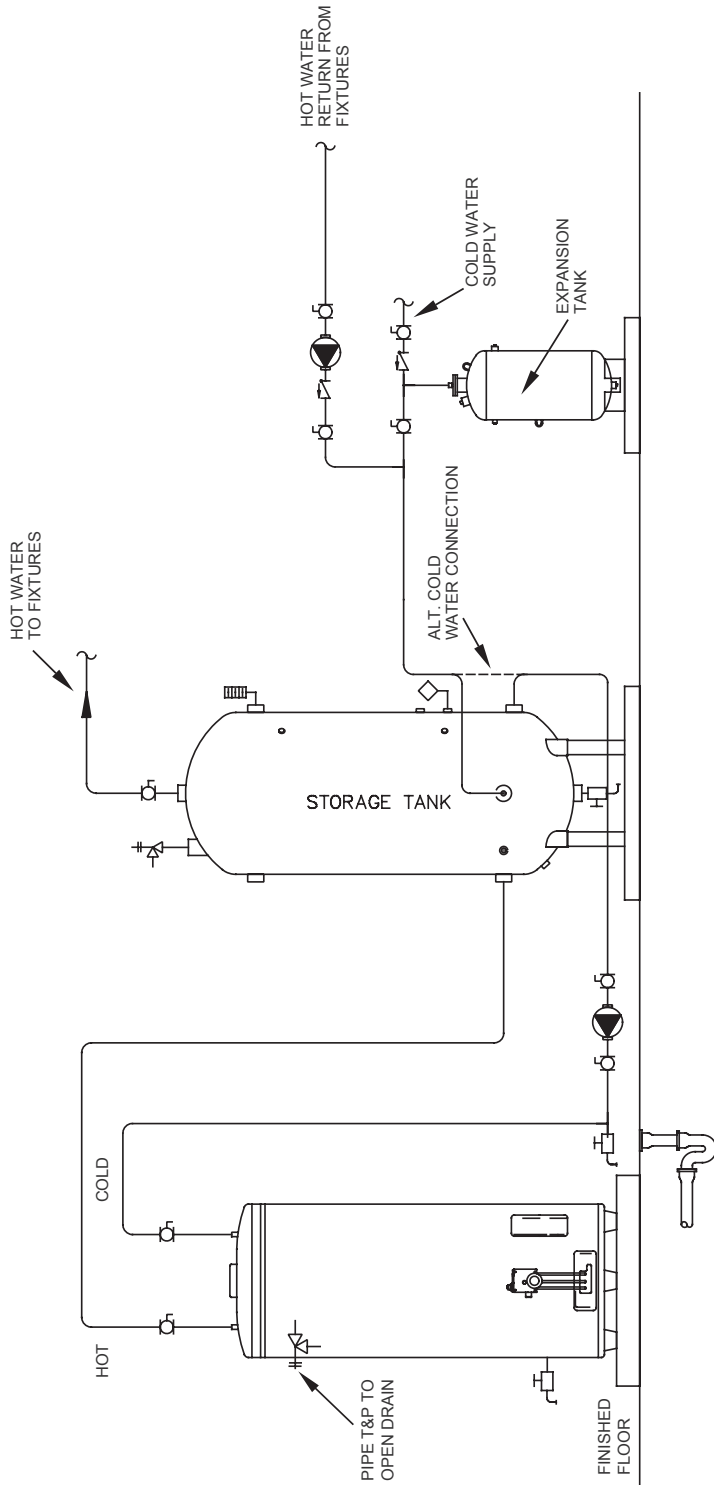 HOT
COLD
PIPE T&P TO
OPEN DRAIN
FINISHED
FLOOR
HOT WATER
TO FIXTURES
STORAGE TANK
ALT. COLD
WATER CONNECTION
HOT WATER
RETURN FROM
FIXTURES
COLD WATER
SUPPLY
EXPANSION
TANK